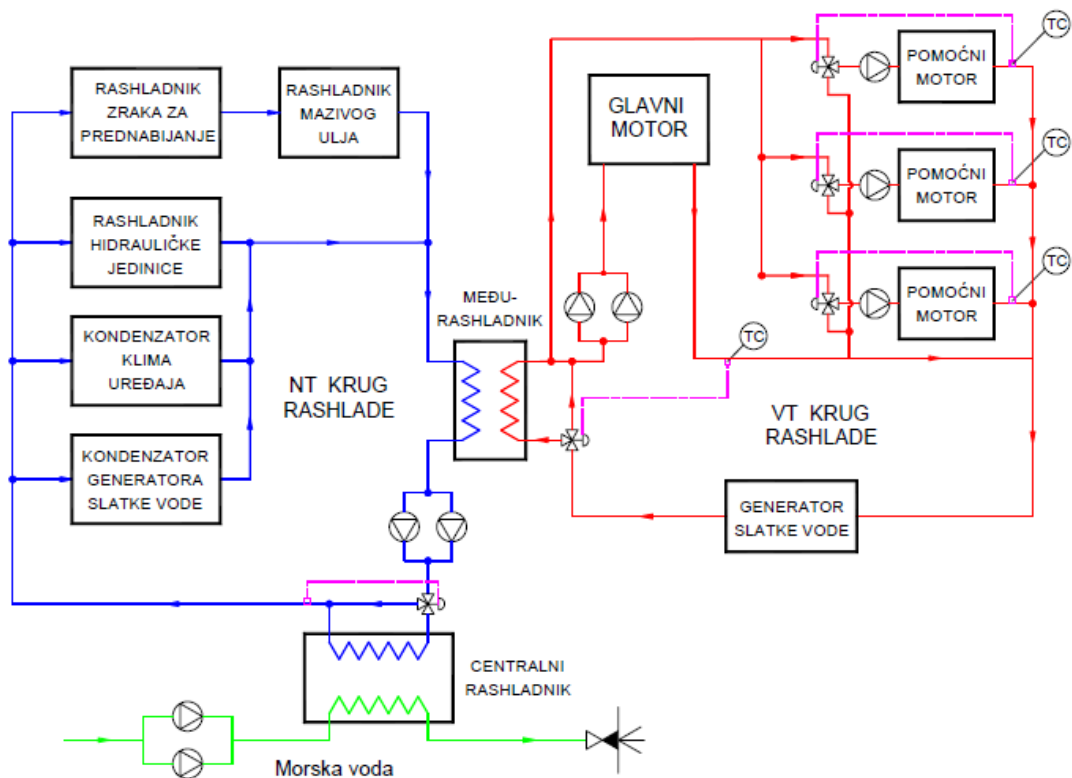 RASHLADNIK
ZRAKA ZA
PREDNABIJANJE
RASHLADNIK
MAZIVOG
ULJA
RASHLADNIK
HIDRAULIČKE
JEDINICE
KONDENZATOR
KLIMA
UREĐAJA
KONDENZATOR
GENERATORA
SLATKE VODE
NT KRUG
RASHLADE
MEĐU-
RASHLADNIK
GLAVNI
MOTOR
TC
POMOĆNI
MOTOR
TC
POMOĆNI
MOTOR
TC
POMOĆNI
MOTOR
TC
VT KRUG
RASHLADE
GENERATOR
SLATKE VODE
CENTRALNI
RASHLADNIK
Morska voda